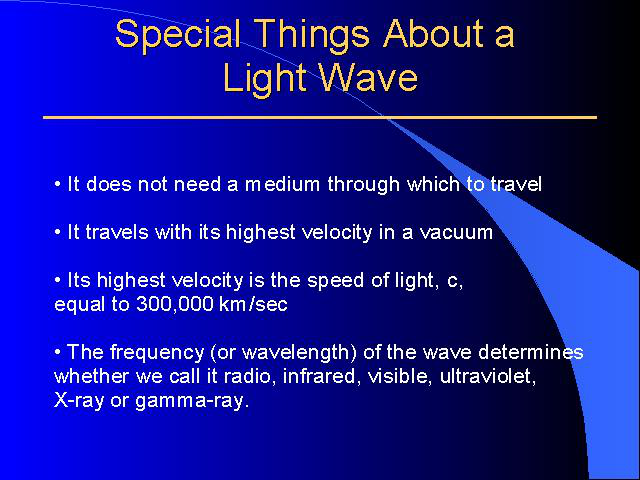 Special Things About a
Light Wave
• It does not need a medium through which to travel
• It travels with its highest velocity in a vacuum
• Its highest velocity is the speed of light, c,
equal to 300,000 km/sec
• The frequency (or wavelength) of the wave determines
whether we call it radio, infrared, visible, ultraviolet,
X-ray or gamma-ray.